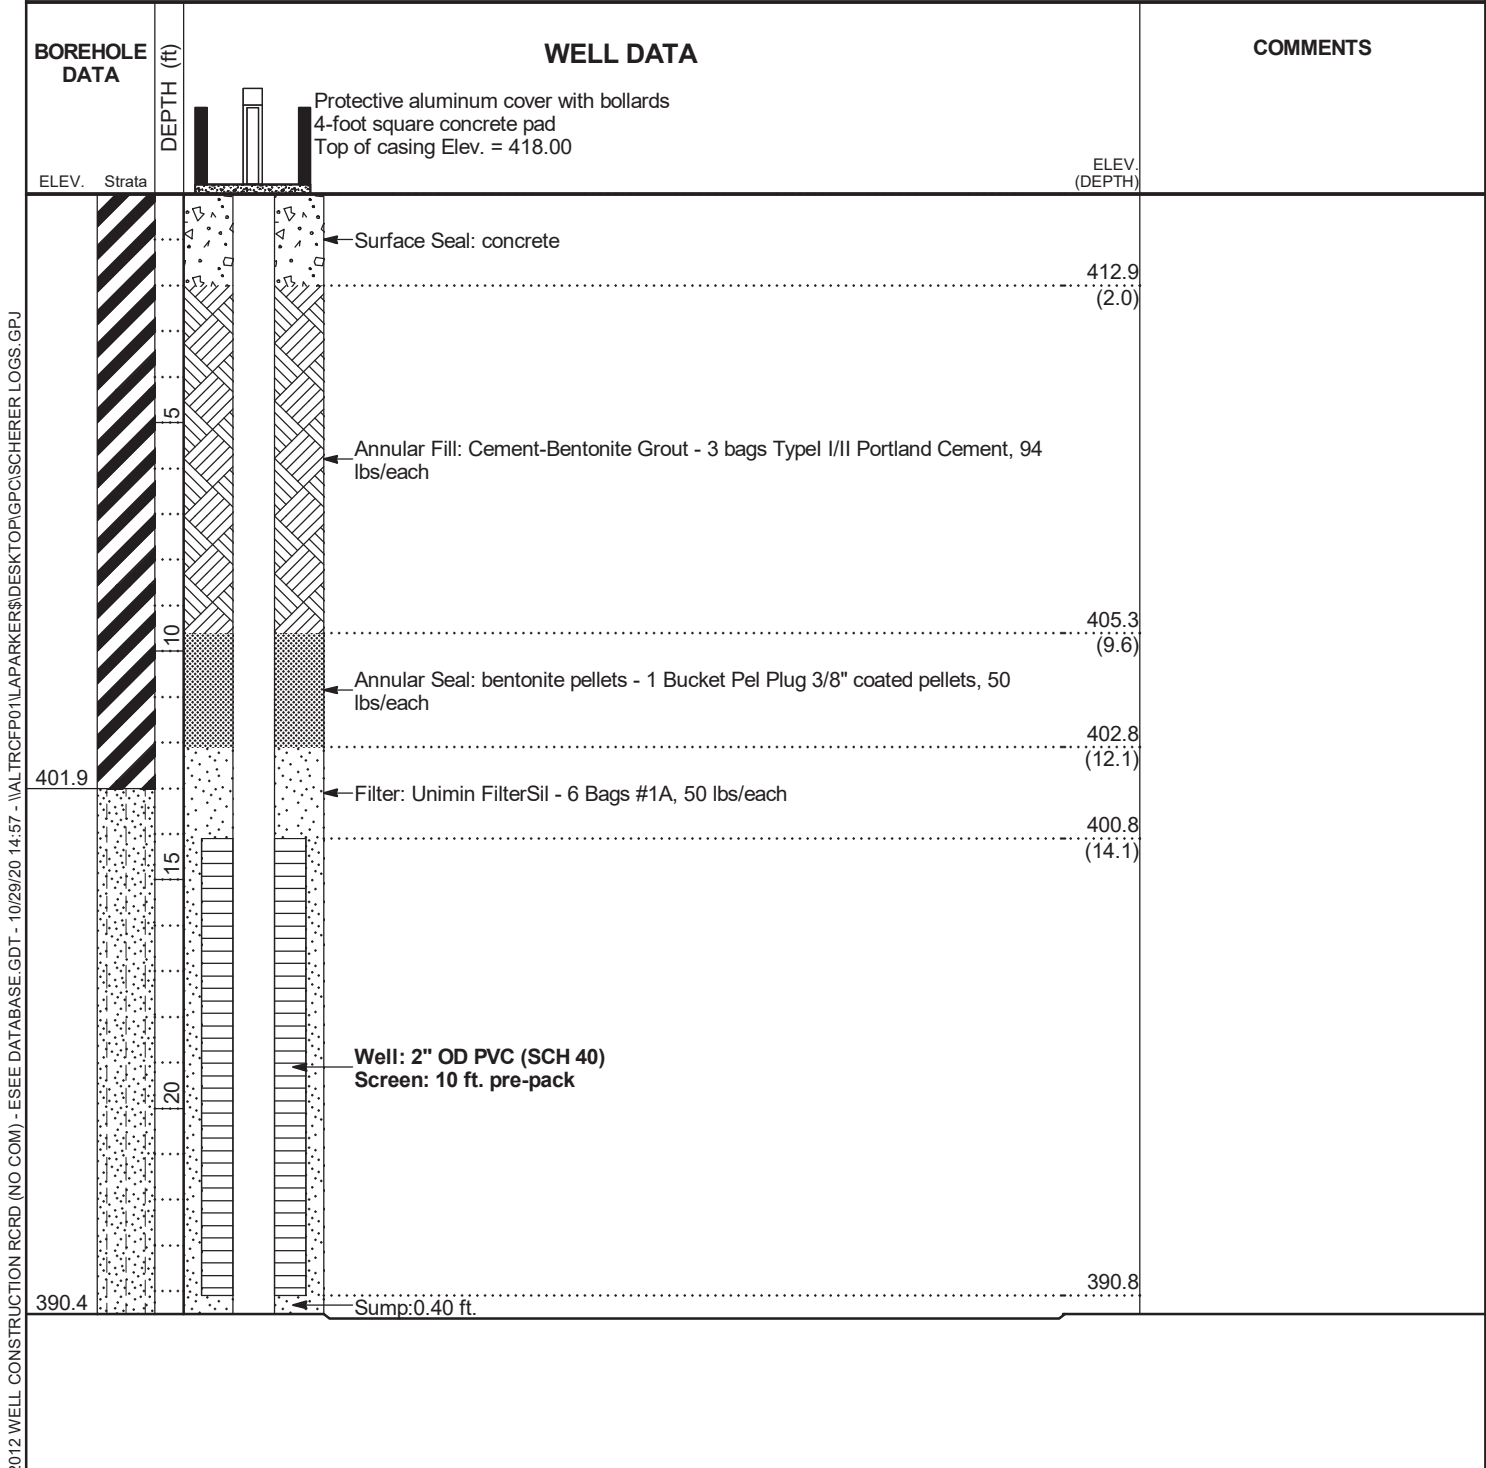 BOREHOLE
DATA
DEPTH (ft)
WELL DATA
COMMENTS
Protective aluminum cover with bollards
4-foot square concrete pad
Top of casing Elev. = 418.00
ELEV.
(DEPTH)
ELEV. Strata
Surface Seal: concrete
412.9
(2.0)
5
Annular Fill: Cement-Bentonite Grout - 3 bags TypeI I/II Portland Cement, 94
lbs/each
405.3
(9.6)
10
Annular Seal: bentonite pellets - 1 Bucket Pel Plug 3/8" coated pellets, 50
lbs/each
402.8
(12.1)
401.9
Filter: Unimin FilterSil - 6 Bags #1A, 50 lbs/each
400.8
(14.1)
15
Well: 2" OD PVC (SCH 40)
Screen: 10 ft. pre-pack
20
390.8
390.4
Sump:0.40 ft.
2012 WELL CONSTRUCTION RCRD (NO COM) - ESEE DATABASE.GDT - 10/29/20 14:57 - \\ALTRCFP01\LAPARKER$\DESKTOP\GPC\SCHERER LOGS.GPJ